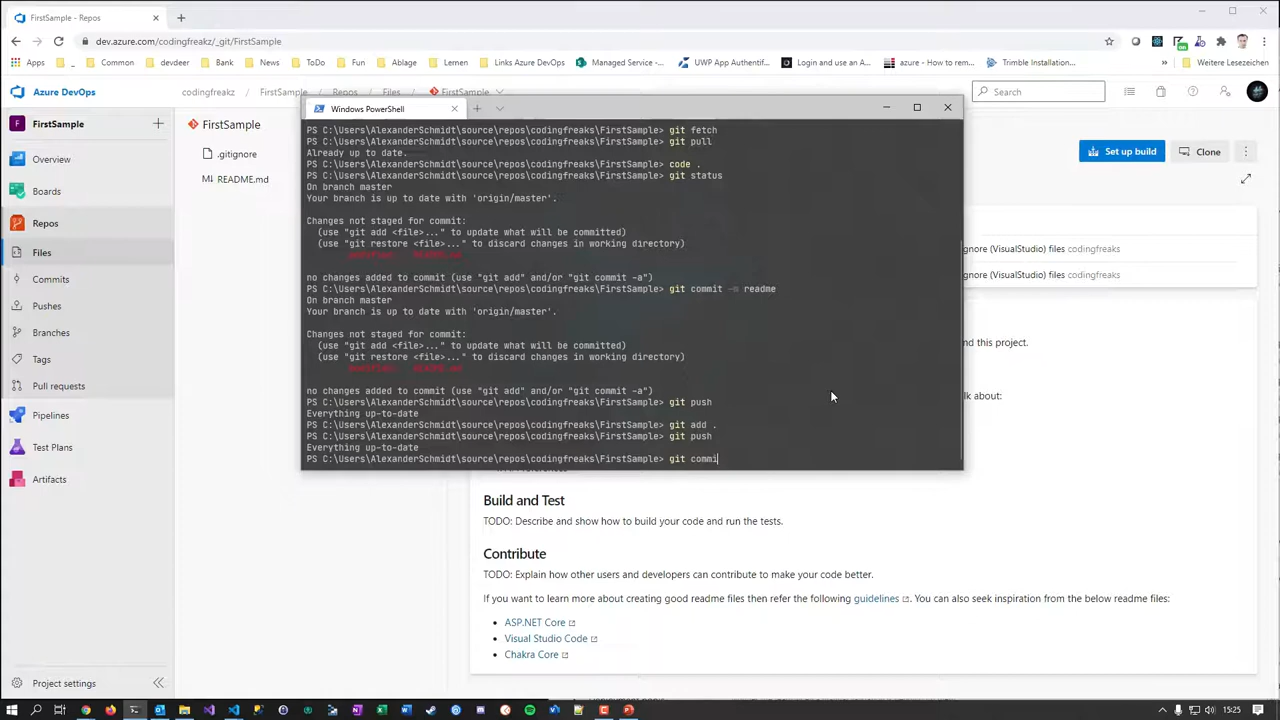 FirstSample - Repos
dev.azure.com/codingfreakz/_git/FirstSample
Apps
_
Common
devdeer
Bank
News
ToDo
Fun
Ablage
Lernen
Links Azure DevOps
Managed Service -...
UWP App Authentif...
Login and use an A...
azure - How to rem...
Trimble Installation...
» Weitere Lesezeichen
Azure DevOps
codingfreakz / FirstSample / Repos / Files / FirstSample
Search
F FirstSample
Overview
Boards
Repos
Files
Commits
Pushes
Branches
Tags
Pull requests
Pipelines
Test Plans
Artifacts
Project settings
FirstSample
.gitignore
README.md
Set up build
Clone
gnore (VisualStudio) files codingfreaks
gnore (VisualStudio) files codingfreaks
nd this project.
lk about:
Windows PowerShell
PS C:\Users\AlexanderSchmidt\source\repos\codingfreaks\FirstSample> git fetch
PS C:\Users\AlexanderSchmidt\source\repos\codingfreaks\FirstSample> git pull
Already up to date.
PS C:\Users\AlexanderSchmidt\source\repos\codingfreaks\FirstSample> code .
PS C:\Users\AlexanderSchmidt\source\repos\codingfreaks\FirstSample> git status
On branch master
Your branch is up to date with 'origin/master'.
Changes not staged for commit:
(use "git add <file>..." to update what will be committed)
(use "git restore <file>..." to discard changes in working directory)
modified: README.md
no changes added to commit (use "git add" and/or "git commit -a")
PS C:\Users\AlexanderSchmidt\source\repos\codingfreaks\FirstSample> git commit -m readme
On branch master
Your branch is up to date with 'origin/master'.
Changes not staged for commit:
(use "git add <file>..." to update what will be committed)
(use "git restore <file>..." to discard changes in working directory)
modified: README.md
no changes added to commit (use "git add" and/or "git commit -a")
PS C:\Users\AlexanderSchmidt\source\repos\codingfreaks\FirstSample> git push
Everything up-to-date
PS C:\Users\AlexanderSchmidt\source\repos\codingfreaks\FirstSample> git add .
PS C:\Users\AlexanderSchmidt\source\repos\codingfreaks\FirstSample> git push
Everything up-to-date
PS C:\Users\AlexanderSchmidt\source\repos\codingfreaks\FirstSample> git commi
Build and Test
TODO: Describe and show how to build your code and run the tests.
Contribute
TODO: Explain how other users and developers can contribute to make your code better.
If you want to learn more about creating good readme files then refer the following guidelines. You can also seek inspiration from the below readme files:
• ASP.NET Core
• Visual Studio Code
• Chakra Core
15:25